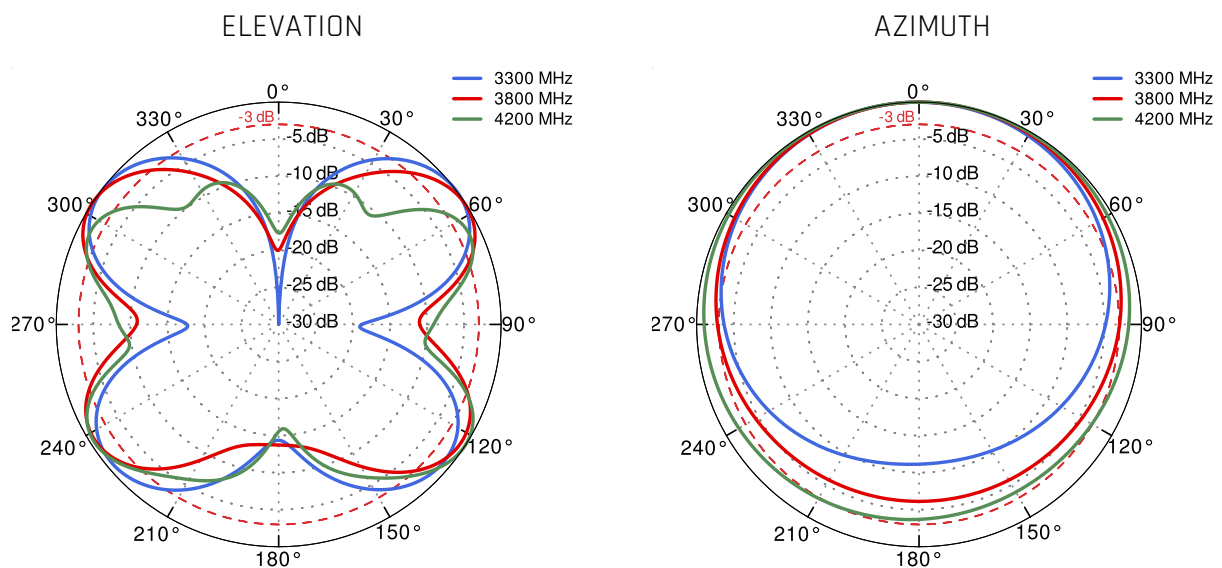 ELEVATION
3300 MHz
3800 MHz
4200 MHz
0°
-3 dB
330°
30°
-5 dB
-10 dB
300°
60°
-15 dB
-20 dB
-25 dB
-30 dB
270°
90°
240°
120°
210°
150°
180°
AZIMUTH
3300 MHz
3800 MHz
4200 MHz
0°
-3 dB
330°
30°
-5 dB
-10 dB
300°
60°
-15 dB
-20 dB
-25 dB
-30 dB
270°
90°
240°
120°
210°
150°
180°